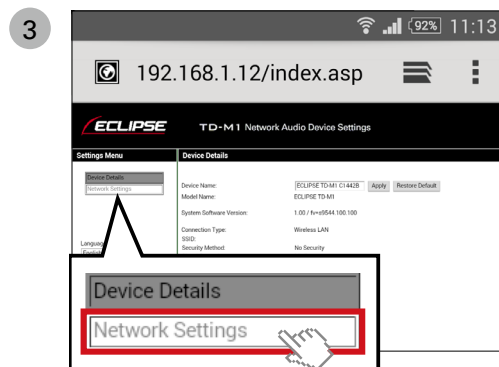 3
92% 11:13
192.168.1.12/index.asp
ECLIPSE TD-M1 Network Audio Device Settings
Settings Menu Device Details
Device Details
Network Settings
Device Name: ECLIPSE TD-M1 C1442B Apply Restore Default
Model Name: ECLIPSE TD-M1
System Software Version: 1.00 / fv=s9544.100.100
Connection Type: Wireless LAN
SSID:
Security Method: No Security
Language
English
Device Details
Network Settings